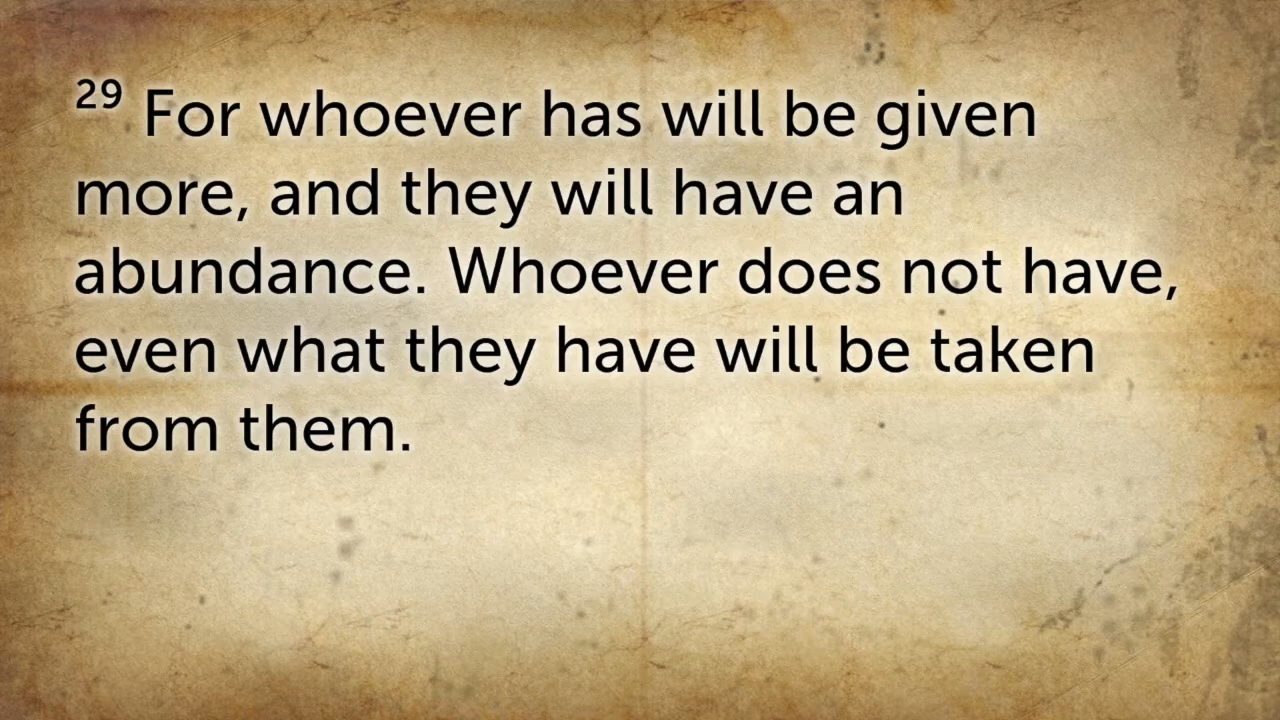 29 For whoever has will be given
more, and they will have an
abundance. Whoever does not have,
even what they have will be taken
from them.